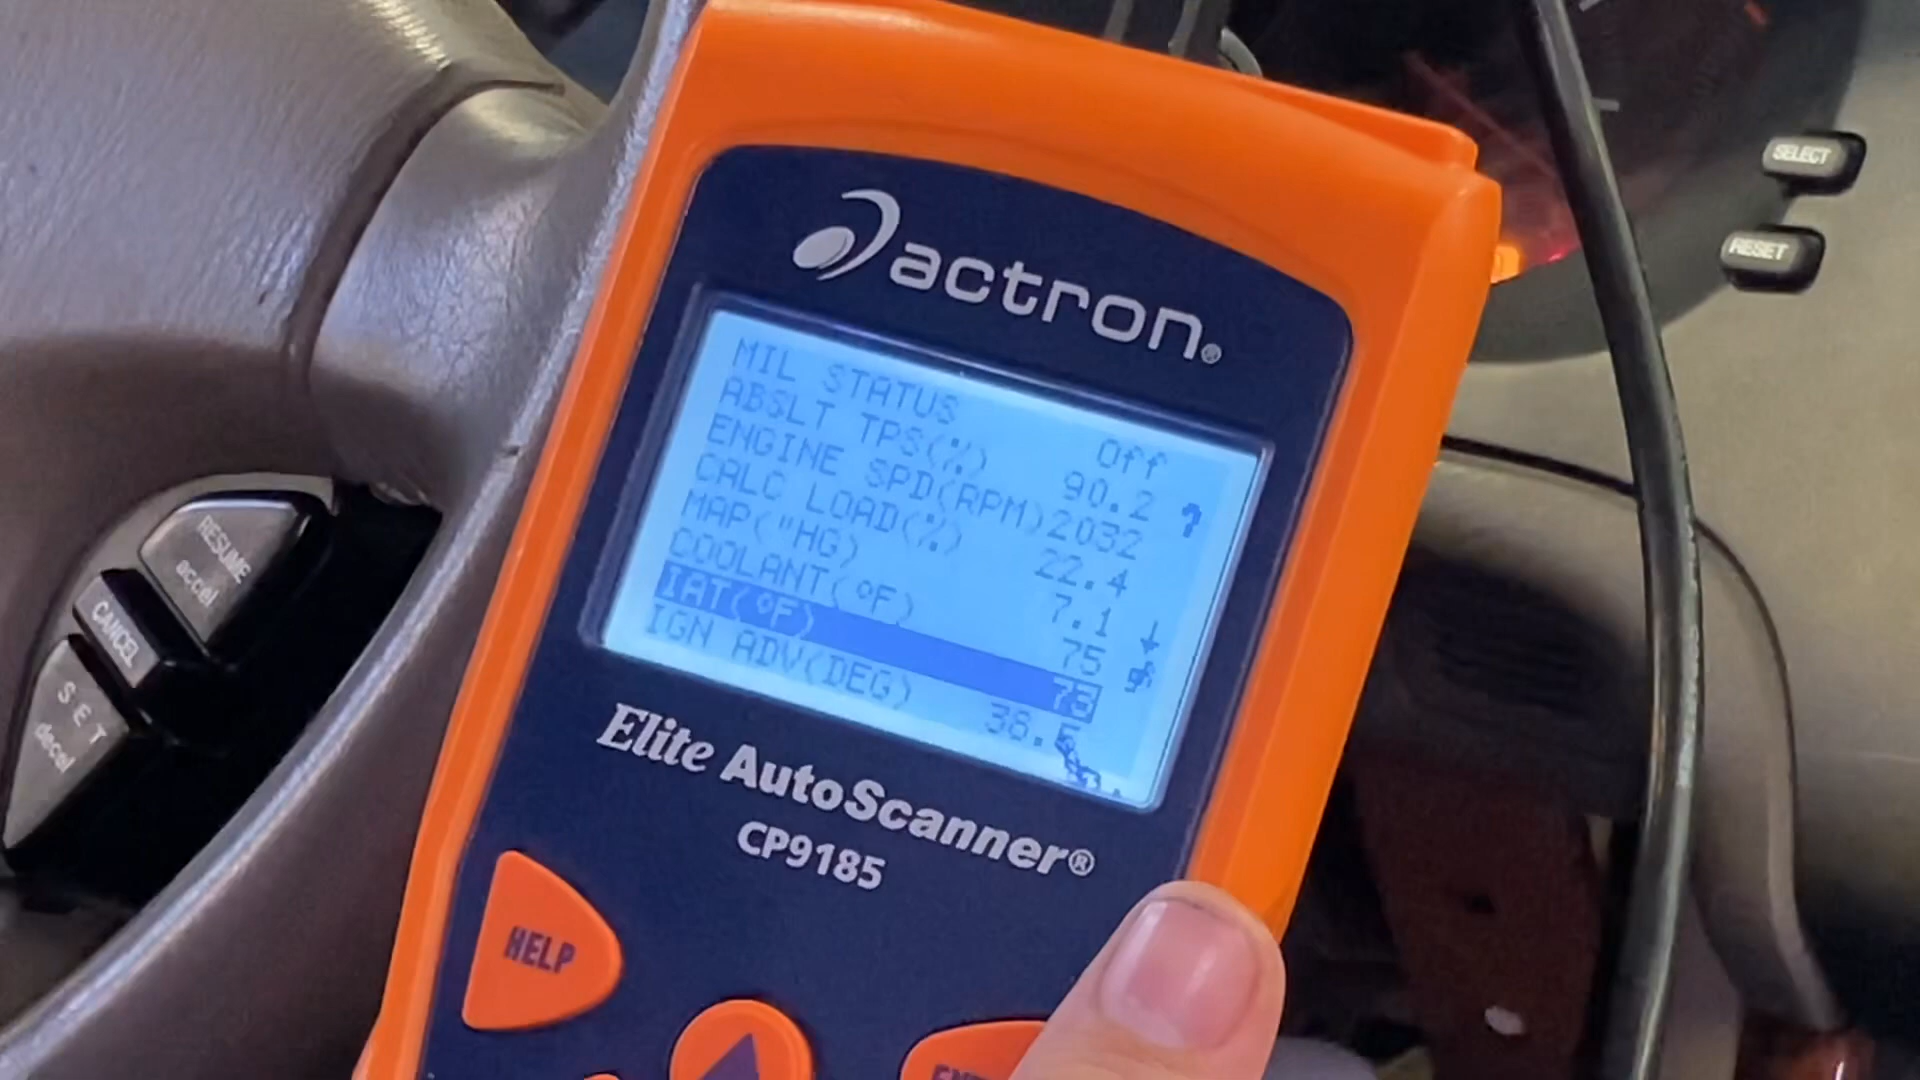 SELECT
RESET
actron®
MIL STATUS Off
ABSLT TPS(%) 90.2
ENGINE SPD(RPM) 2032
CALC LOAD(%) 22.4
MAP("HG) 7.1
COOLANT(°F) 75
IAT(°F) 73
IGN ADV(DEG) 38.5
Elite AutoScanner®
CP9185
RESUME
accel
CANCEL
SET
decel
HELP